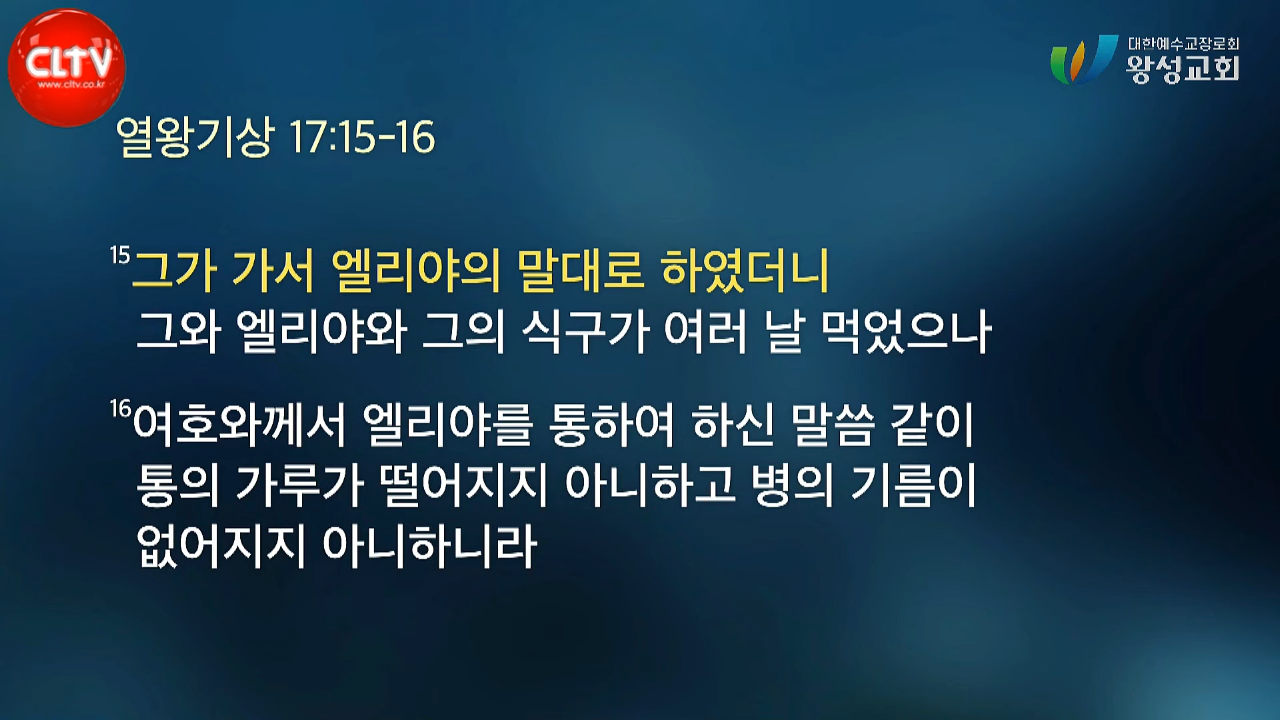 CLTV
www.cltv.co.kr
대한예수교장로회
왕성교회
열왕기상 17:15-16
15 그가 가서 엘리야의 말대로 하였더니
그와 엘리야와 그의 식구가 여러 날 먹었으나
16 여호와께서 엘리야를 통하여 하신 말씀 같이
통의 가루가 떨어지지 아니하고 병의 기름이
없어지지 아니하니라